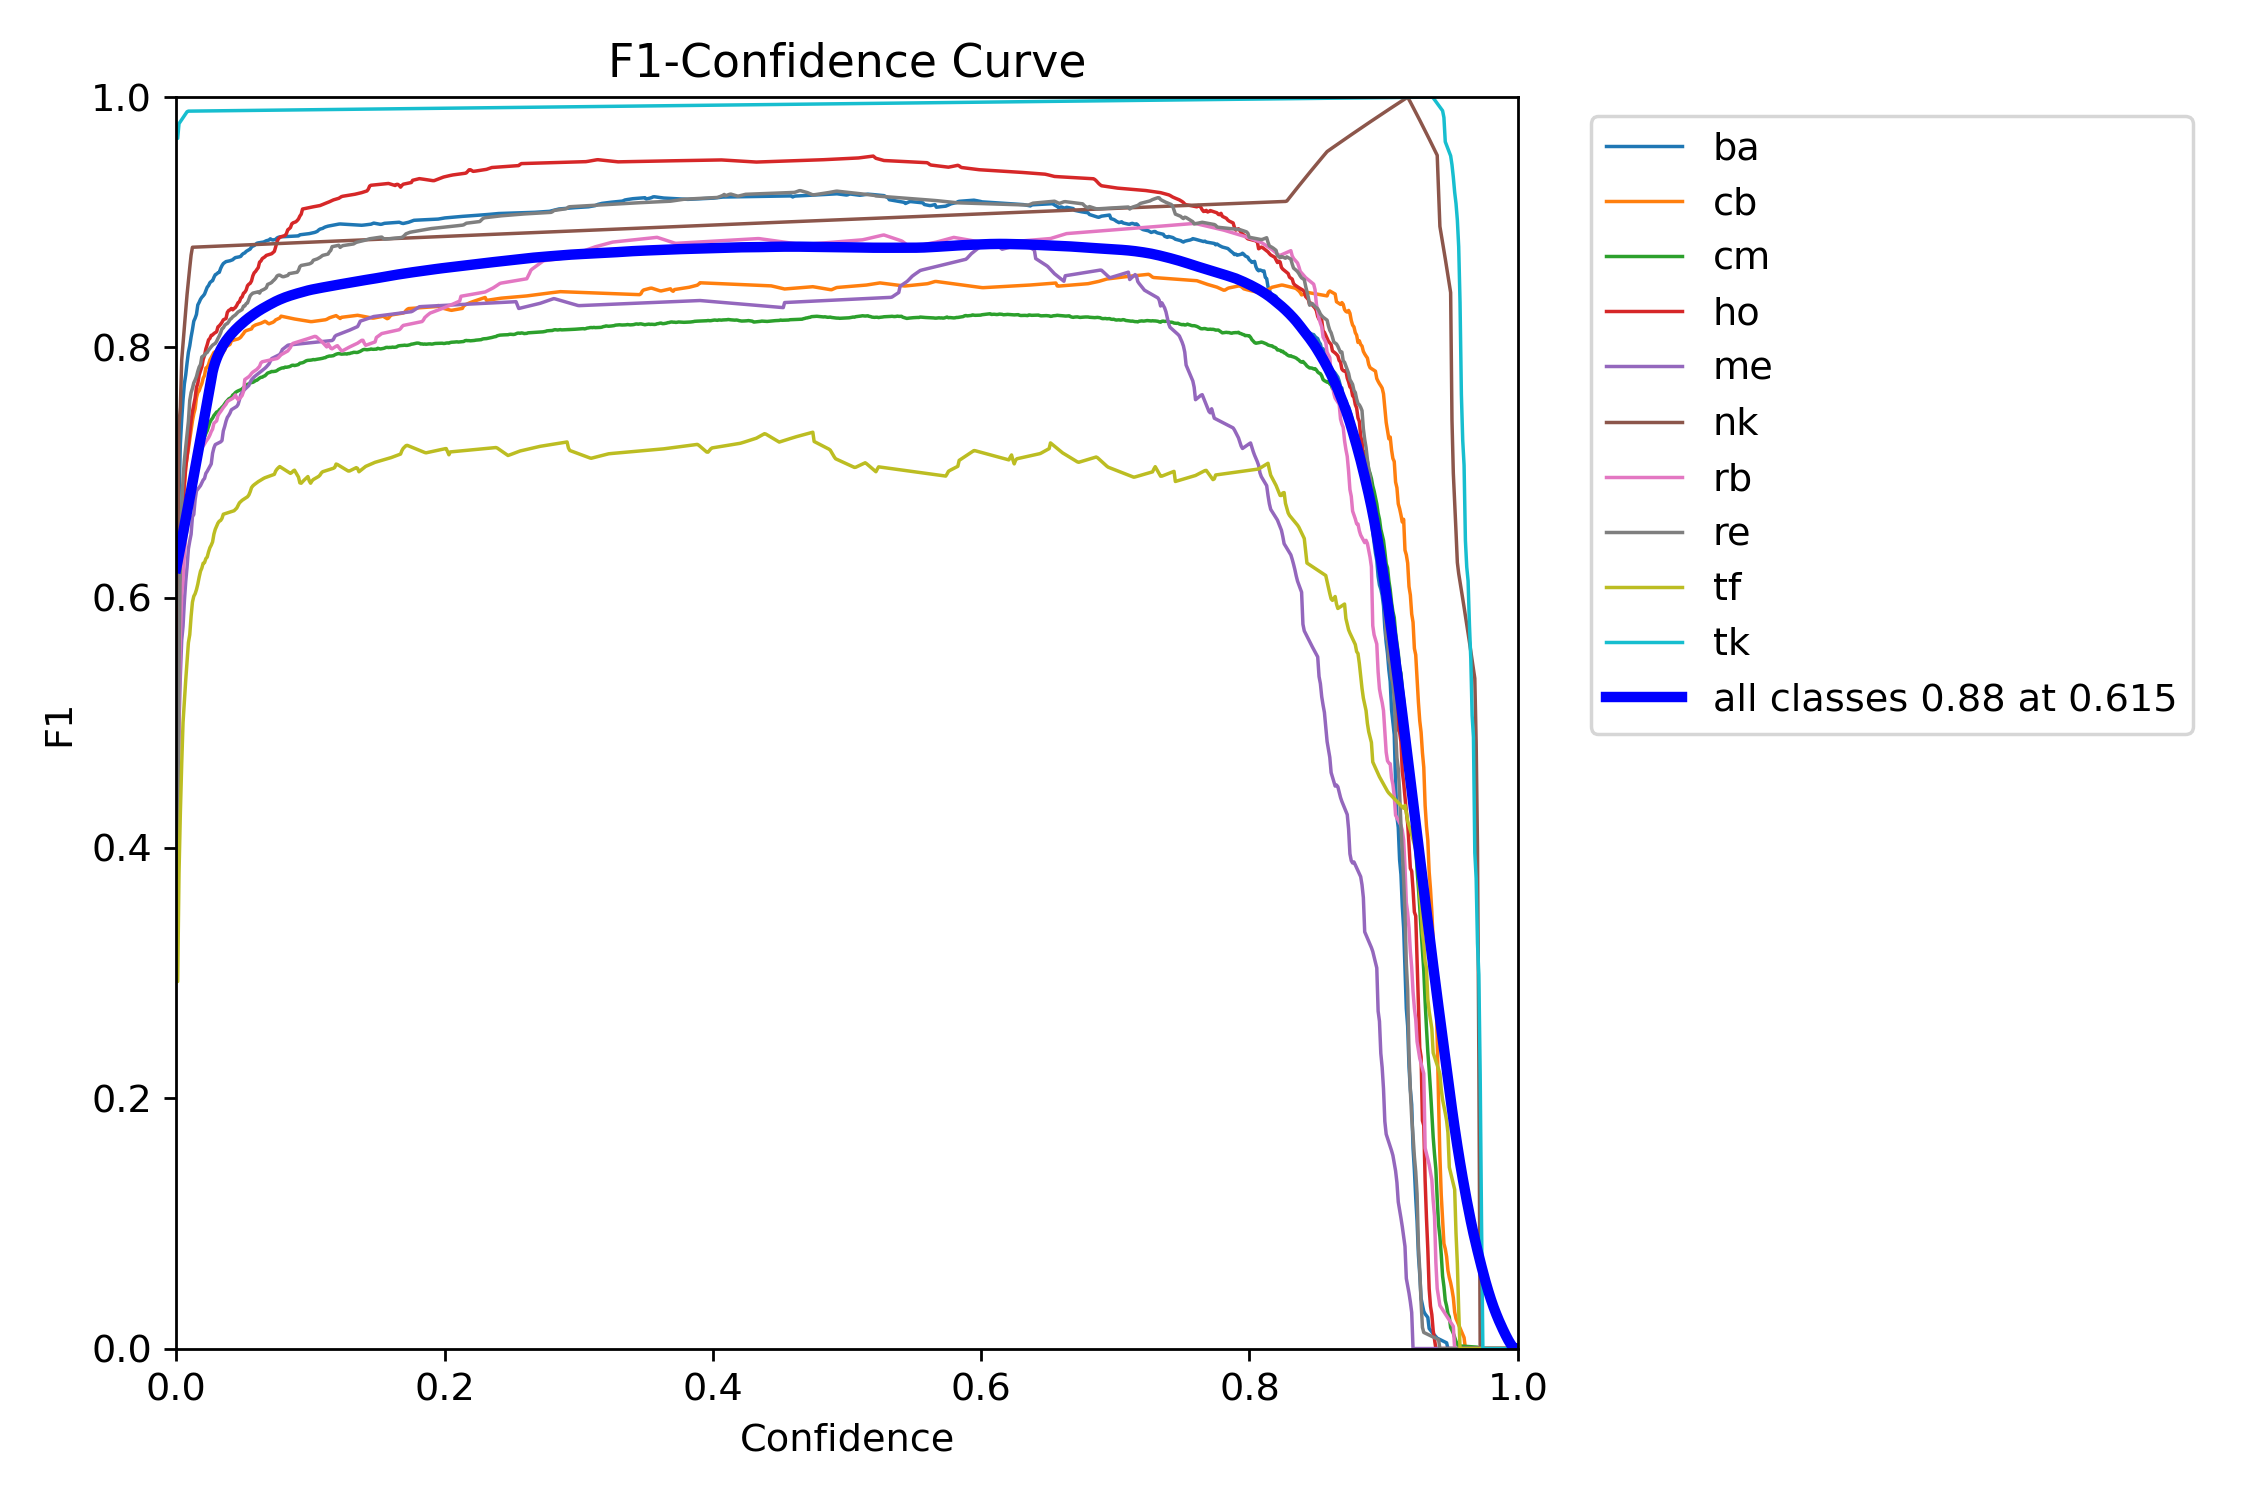 F1-Confidence Curve
1.0
0.8
0.6
0.4
0.2
0.0
F1
0.0 0.2 0.4 0.6 0.8 1.0
Confidence
ba
cb
cm
ho
me
nk
rb
re
tf
tk
all classes 0.88 at 0.615